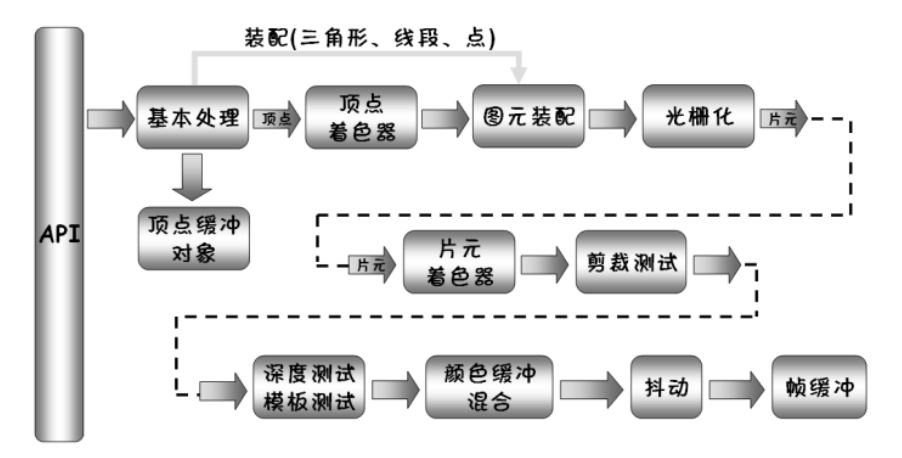 装配(三角形、线段、点)
API
基本处理
顶点
顶点
着色器
图元装配
光栅化
片元
顶点缓冲
对象
片元
片元
着色器
剪裁测试
深度测试
模板测试
颜色缓冲
混合
抖动
帧缓冲